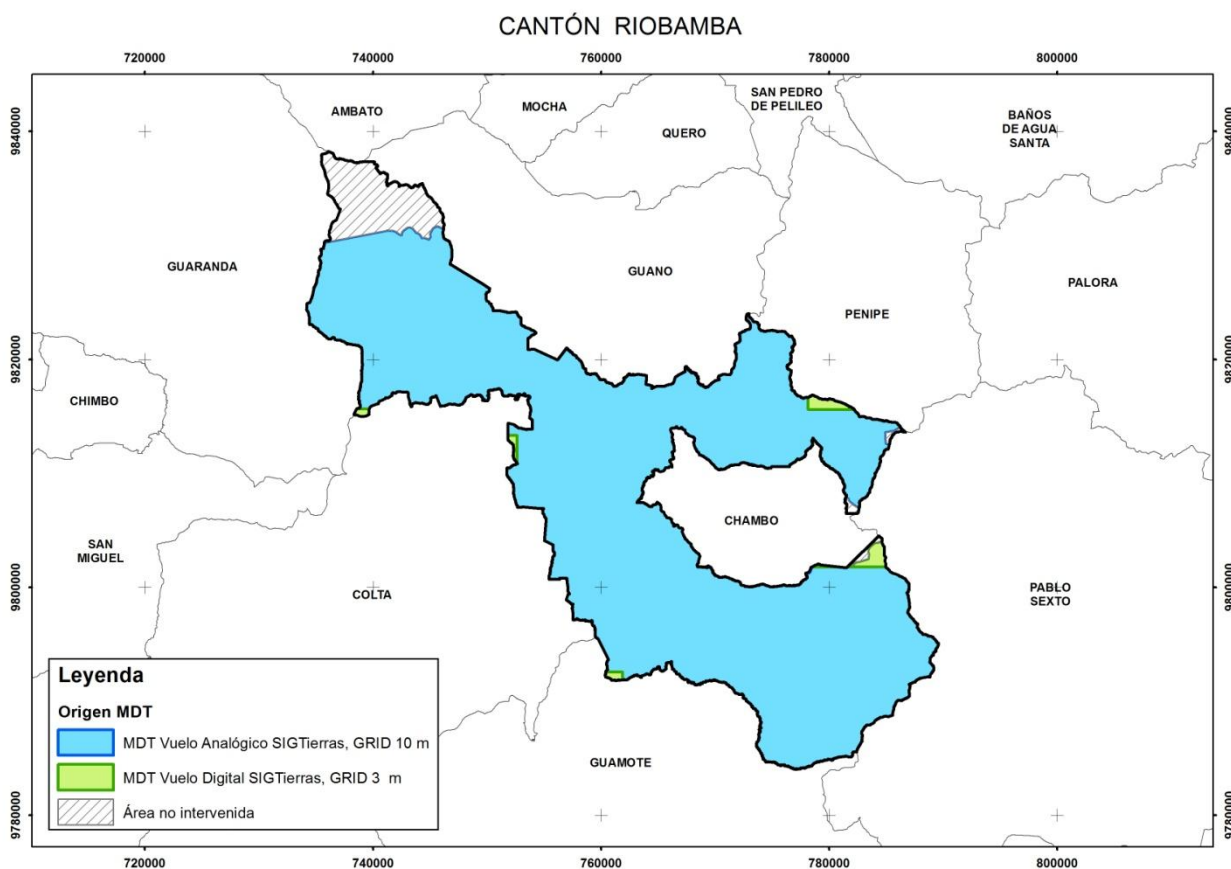 CANTÓN RIOBAMBA
720000 740000 760000 780000 800000
SAN PEDRO
DE PELILEO
AMBATO
MOCHA
BAÑOS
DE AGUA
SANTA
QUERO
9840000
9840000
GUARANDA
GUANO
PALORA
PENIPE
9820000
9820000
CHIMBO
CHAMBO
SAN
MIGUEL
COLTA
PABLO
SEXTO
9800000
9800000
GUAMOTE
Leyenda
Origen MDT
MDT Vuelo Analógico SIGTierras, GRID 10 m
MDT Vuelo Digital SIGTierras, GRID 3 m
Área no intervenida
9780000
9780000
720000 740000 760000 780000 800000